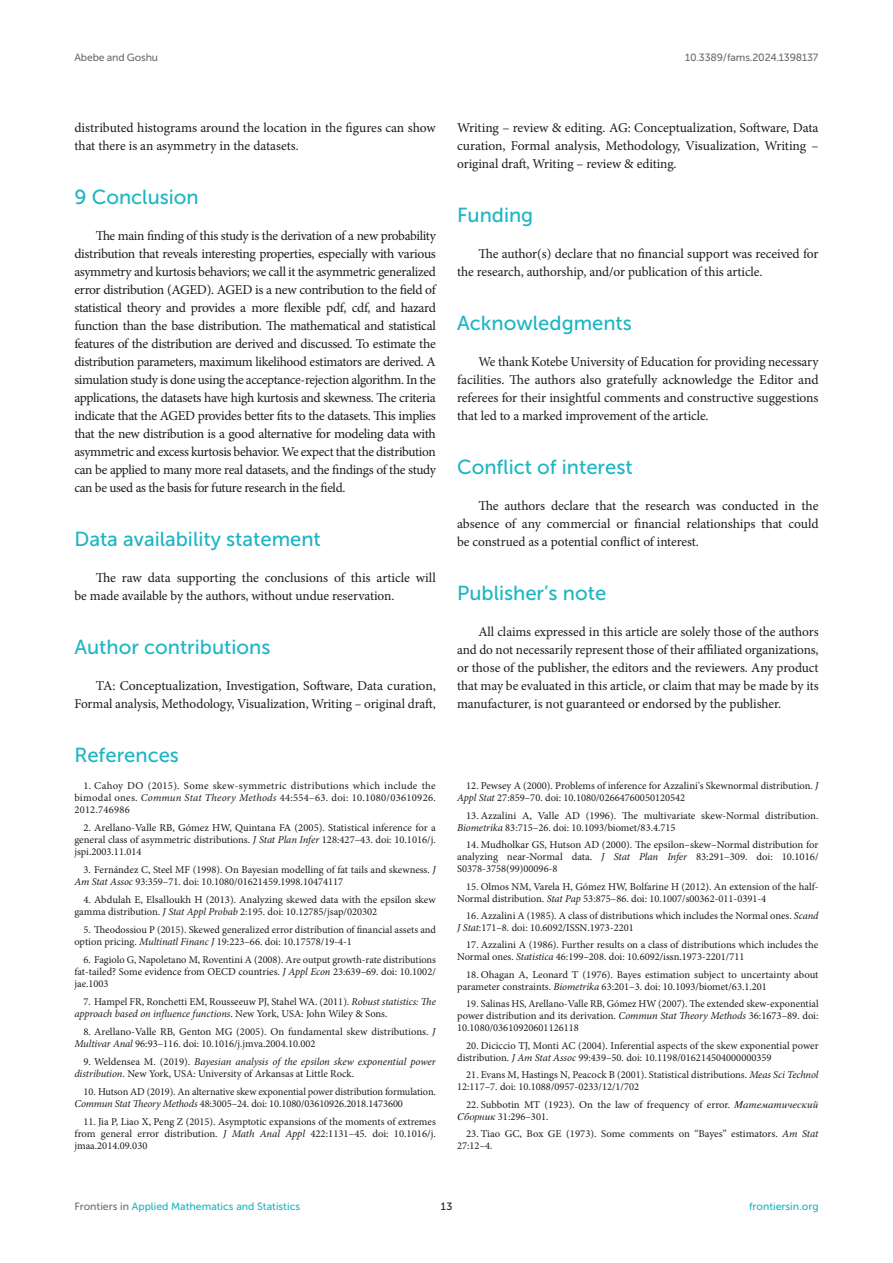 Abebe and Goshu
10.3389/fams.2024.1398137
distributed histograms around the location in the figures can show
that there is an asymmetry in the datasets.
9 Conclusion
The main finding of this study is the derivation of a new probability
distribution that reveals interesting properties, especially with various
asymmetry and kurtosis behaviors; we call it the asymmetric generalized
error distribution (AGED). AGED is a new contribution to the field of
statistical theory and provides a more flexible pdf, cdf, and hazard
function than the base distribution. The mathematical and statistical
features of the distribution are derived and discussed. To estimate the
distribution parameters, maximum likelihood estimators are derived. A
simulation study is done using the acceptance-rejection algorithm. In the
applications, the datasets have high kurtosis and skewness. The criteria
indicate that the AGED provides better fits to the datasets. This implies
that the new distribution is a good alternative for modeling data with
asymmetric and excess kurtosis behavior. We expect that the distribution
can be applied to many more real datasets, and the findings of the study
can be used as the basis for future research in the field.
Data availability statement
The raw data supporting the conclusions of this article will
be made available by the authors, without undue reservation.
Author contributions
TA: Conceptualization, Investigation, Software, Data curation,
Formal analysis, Methodology, Visualization, Writing – original draft,
Writing – review & editing. AG: Conceptualization, Software, Data
curation, Formal analysis, Methodology, Visualization, Writing –
original draft, Writing – review & editing.
Funding
The author(s) declare that no financial support was received for
the research, authorship, and/or publication of this article.
Acknowledgments
We thank Kotebe University of Education for providing necessary
facilities. The authors also gratefully acknowledge the Editor and
referees for their insightful comments and constructive suggestions
that led to a marked improvement of the article.
Conflict of interest
The authors declare that the research was conducted in the
absence of any commercial or financial relationships that could
be construed as a potential conflict of interest.
Publisher's note
All claims expressed in this article are solely those of the authors
and do not necessarily represent those of their affiliated organizations,
or those of the publisher, the editors and the reviewers. Any product
that may be evaluated in this article, or claim that may be made by its
manufacturer, is not guaranteed or endorsed by the publisher.
References
1. Cahoy DO (2015). Some skew-symmetric distributions which include the
bimodal ones. Commun Stat Theory Methods 44:554–63. doi: 10.1080/03610926.
2012.746986
2. Arellano-Valle RB, Gómez HW, Quintana FA (2005). Statistical inference for a
general class of asymmetric distributions. J Stat Plan Infer 128:427–43. doi: 10.1016/j.
jspi.2003.11.014
3. Fernández C, Steel MF (1998). On Bayesian modelling of fat tails and skewness. J
Am Stat Assoc 93:359–71. doi: 10.1080/01621459.1998.10474117
4. Abdulah E, Elsalloukh H (2013). Analyzing skewed data with the epsilon skew
gamma distribution. J Stat Appl Probab 2:195. doi: 10.12785/jsap/020302
5. Theodossiou P (2015). Skewed generalized error distribution of financial assets and
option pricing. Multinatl Financ J 19:223–66. doi: 10.17578/19-4-1
6. Fagiolo G, Napoletano M, Roventini A (2008). Are output growth-rate distributions
fat-tailed? Some evidence from OECD countries. J Appl Econ 23:639–69. doi: 10.1002/
jae.1003
7. Hampel FR, Ronchetti EM, Rousseeuw PJ, Stahel WA. (2011). Robust statistics: The
approach based on influence functions. New York, USA: John Wiley & Sons.
8. Arellano-Valle RB, Genton MG (2005). On fundamental skew distributions. J
Multivar Anal 96:93–116. doi: 10.1016/j.jmva.2004.10.002
9. Weldensea M. (2019). Bayesian analysis of the epsilon skew exponential power
distribution. New York, USA: University of Arkansas at Little Rock.
10. Hutson AD (2019). An alternative skew exponential power distribution formulation.
Commun Stat Theory Methods 48:3005–24. doi: 10.1080/03610926.2018.1473600
11. Jia P, Liao X, Peng Z (2015). Asymptotic expansions of the moments of extremes
from general error distribution. J Math Anal Appl 422:1131–45. doi: 10.1016/j.
jmaa.2014.09.030
12. Pewsey A (2000). Problems of inference for Azzalini's Skewnormal distribution. J
Appl Stat 27:859–70. doi: 10.1080/02664760050120542
13. Azzalini A, Valle AD (1996). The multivariate skew-Normal distribution.
Biometrika 83:715–26. doi: 10.1093/biomet/83.4.715
14. Mudholkar GS, Hutson AD (2000). The epsilon–skew–Normal distribution for
analyzing near-Normal data. J Stat Plan Infer 83:291–309. doi: 10.1016/
S0378-3758(99)00096-8
15. Olmos NM, Varela H, Gómez HW, Bolfarine H (2012). An extension of the half-
Normal distribution. Stat Pap 53:875–86. doi: 10.1007/s00362-011-0391-4
16. Azzalini A (1985). A class of distributions which includes the Normal ones. Scand
J Stat:171–8. doi: 10.6092/ISSN.1973-2201
17. Azzalini A (1986). Further results on a class of distributions which includes the
Normal ones. Statistica 46:199–208. doi: 10.6092/issn.1973-2201/711
18. Ohagan A, Leonard T (1976). Bayes estimation subject to uncertainty about
parameter constraints. Biometrika 63:201–3. doi: 10.1093/biomet/63.1.201
19. Salinas HS, Arellano-Valle RB, Gómez HW (2007). The extended skew-exponential
power distribution and its derivation. Commun Stat Theory Methods 36:1673–89. doi:
10.1080/03610920601126118
20. Diciccio TJ, Monti AC (2004). Inferential aspects of the skew exponential power
distribution. J Am Stat Assoc 99:439–50. doi: 10.1198/016214504000000359
21. Evans M, Hastings N, Peacock B (2001). Statistical distributions. Meas Sci Technol
12:117–7. doi: 10.1088/0957-0233/12/1/702
22. Subbotin MT (1923). On the law of frequency of error. Математический
Сборник 31:296–301.
23. Tiao GC, Box GE (1973). Some comments on “Bayes” estimators. Am Stat
27:12–4.
Frontiers in Applied Mathematics and Statistics
13
frontiersin.org